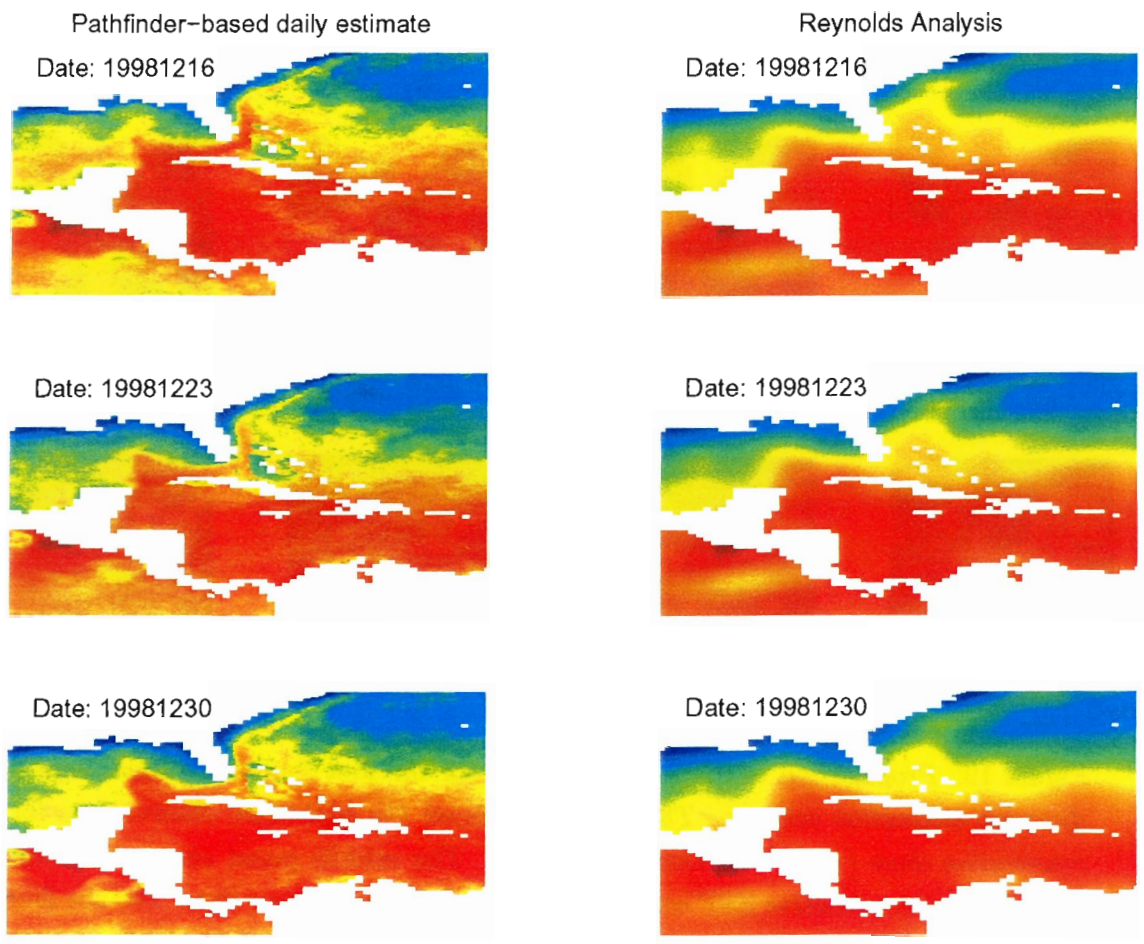 Pathfinder-based daily estimate
Reynolds Analysis
Date: 19981216
Date: 19981216
Date: 19981223
Date: 19981223
Date: 19981230
Date: 19981230